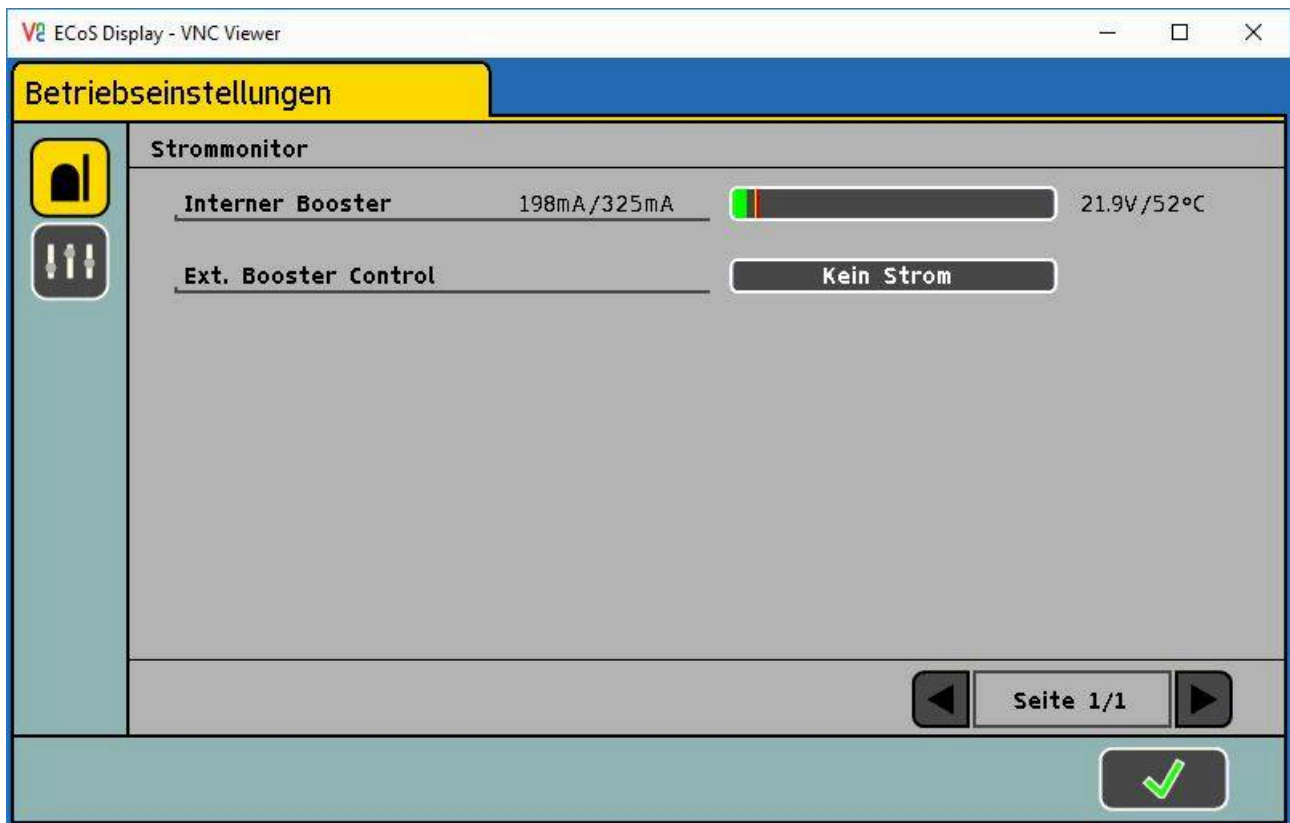 V2 ECoS Display - VNC Viewer
Betriebseinstellungen
Strommonitor
Interner Booster 198mA/325mA 21.9V/52°C
Ext. Booster Control Kein Strom
Seite 1/1